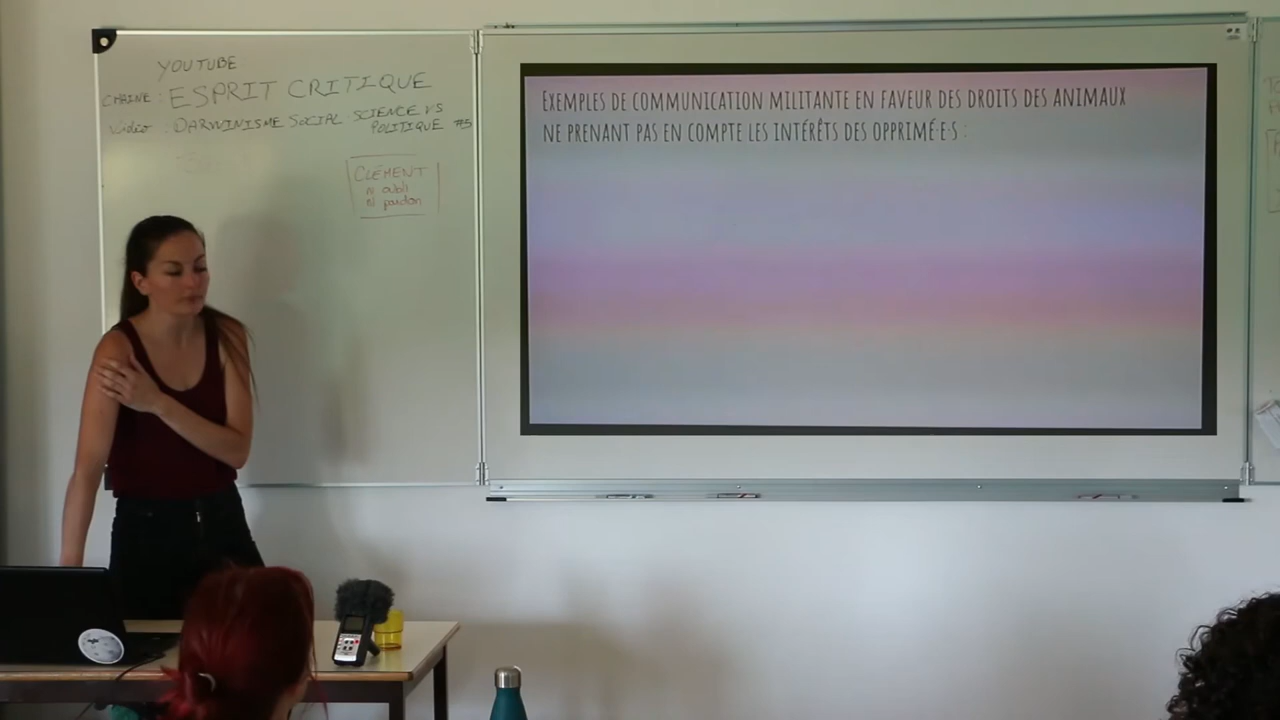 YOUTUBE
CHAINE : ESPRIT CRITIQUE
Vidéo : DARWINISME SOCIAL SCIENCE VS
POLITIQUE #5
CLÉMENT
Ni oubli
Ni pardon
EXEMPLES DE COMMUNICATION MILITANTE EN FAVEUR DES DROITS DES ANIMAUX
NE PRENANT PAS EN COMPTE LES INTÉRÊTS DES OPPRIMÉ·E·S :